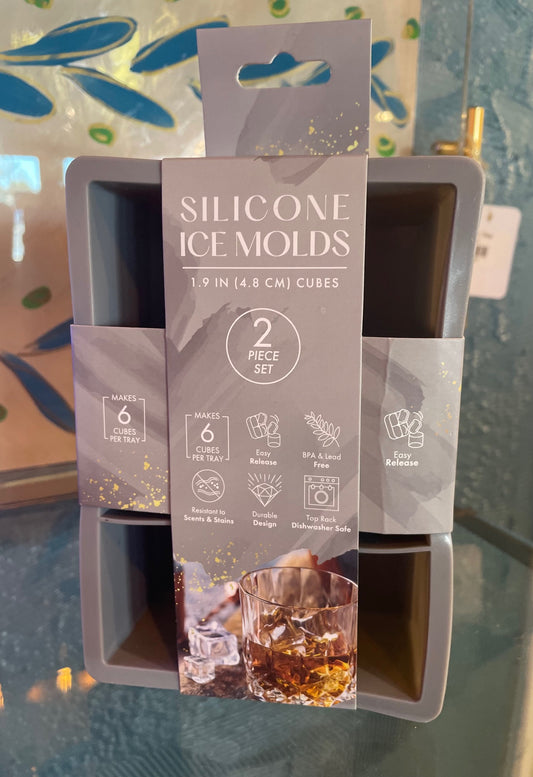 SILICONE
ICE MOLDS
1.9 IN (4.8 CM) CUBES
2
PIECE
SET
MAKES
6
CUBES
PER TRAY
MAKES
6
CUBES
PER TRAY
Easy
Release
BPA & Lead
Free
Easy
Release
Resistant to
Scents & Stains
Durable
Design
Top Rack
Dishwasher Safe